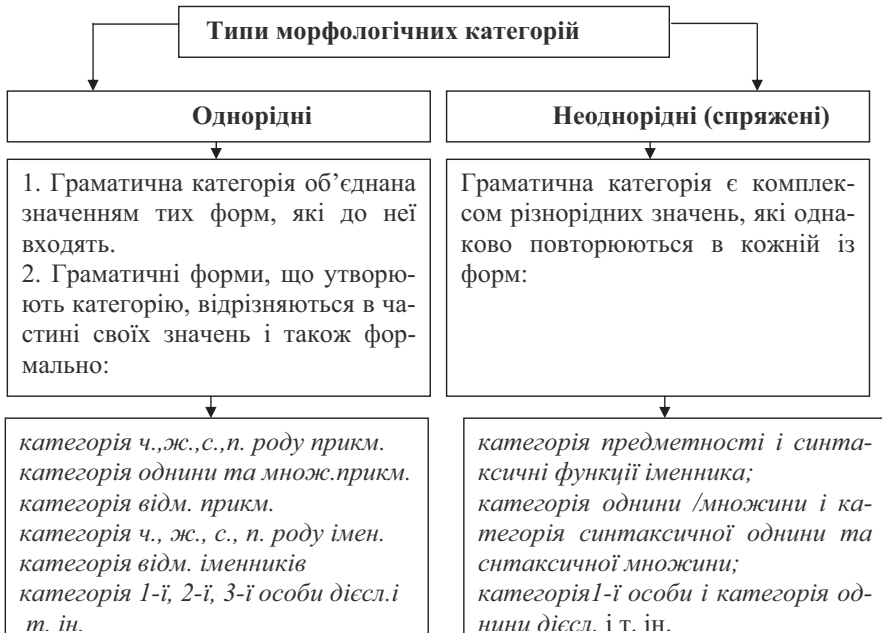 Типи морфологічних категорій
Однорідні
Неоднорідні (спряжені)
1. Граматична категорія об’єднана
значенням тих форм, які до неї
входять.
2. Граматичні форми, що утворю-
ють категорію, відрізняються в ча-
стині своїх значень і також фор-
мально:
Граматична категорія є комплек-
сом різнорідних значень, які одна-
ково повторюються в кожній із
форм:
категорія ч.,ж.,с.,п. роду прикм.
категорія однини та множ.прикм.
категорія відм. прикм.
категорія ч., ж., с., п. роду імен.
категорія відм. іменників
категорія 1-ї, 2-ї, 3-ї особи дієсл.і
т. ін.
категорія предметності і синта-
ксичні функції іменника;
категорія однини /множини і ка-
тегорія синтаксичної однини та
снтаксичної множини;
категорія1-ї особи і категорія од-
нини дієсл. і т. ін.